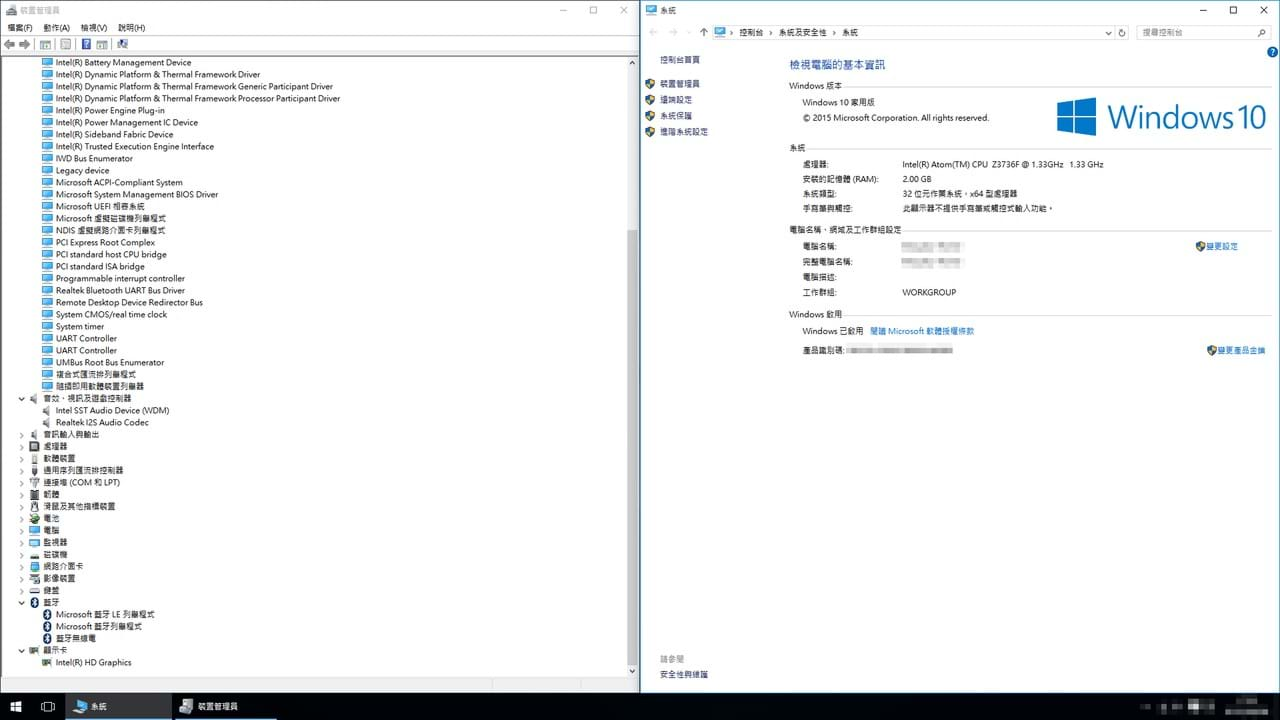 裝置管理員
檔案(F) 動作(A) 檢視(V) 說明(H)
Intel(R) Battery Management Device
Intel(R) Dynamic Platform & Thermal Framework Driver
Intel(R) Dynamic Platform & Thermal Framework Generic Participant Driver
Intel(R) Dynamic Platform & Thermal Framework Processor Participant Driver
Intel(R) Power Engine Plug-in
Intel(R) Power Management IC Device
Intel(R) Sideband Fabric Device
Intel(R) Trusted Execution Engine Interface
IWD Bus Enumerator
Legacy device
Microsoft ACPI-Compliant System
Microsoft System Management BIOS Driver
Microsoft UEFI 相容系統
Microsoft 虛擬磁碟機列舉程式
NDIS 虛擬網路介面卡列舉程式
PCI Express Root Complex
PCI standard host CPU bridge
PCI standard ISA bridge
Programmable interrupt controller
Realtek Bluetooth UART Bus Driver
Remote Desktop Device Redirector Bus
System CMOS/real time clock
System timer
UART Controller
UART Controller
UMBus Root Bus Enumerator
複合式匯流排列舉程式
隨插即用軟體裝置列舉器
音效、視訊及遊戲控制器
Intel SST Audio Device (WDM)
Realtek I2S Audio Codec
音訊輸入與輸出
處理器
軟體裝置
通用序列匯流排控制器
連接埠 (COM 和 LPT)
韌體
滑鼠及其他指標裝置
電池
電腦
監視器
磁碟機
網路介面卡
影像裝置
鍵盤
藍牙
Microsoft 藍牙 LE 列舉程式
Microsoft 藍牙列舉程式
藍牙無線電
顯示卡
Intel(R) HD Graphics
系統
控制台 › 系統及安全性 › 系統
搜尋控制台
控制台首頁
裝置管理員
遠端設定
系統保護
進階系統設定
檢視電腦的基本資訊
Windows 版本
Windows 10 家用版
© 2015 Microsoft Corporation. All rights reserved.
Windows 10
系統
處理器: Intel(R) Atom(TM) CPU Z3736F @ 1.33GHz 1.33 GHz
安裝的記憶體 (RAM): 2.00 GB
系統類型: 32 位元作業系統，x64 型處理器
手寫筆與觸控: 此顯示器不提供手寫筆或觸控式輸入功能。
電腦名稱、網域及工作群組設定
電腦名稱: 變更設定
完整電腦名稱:
電腦描述:
工作群組: WORKGROUP
Windows 啟用
Windows 已啟用 閱讀 Microsoft 軟體授權條款
產品識別碼: 變更產品金鑰
請參閱
安全性與維護
系統 裝置管理員